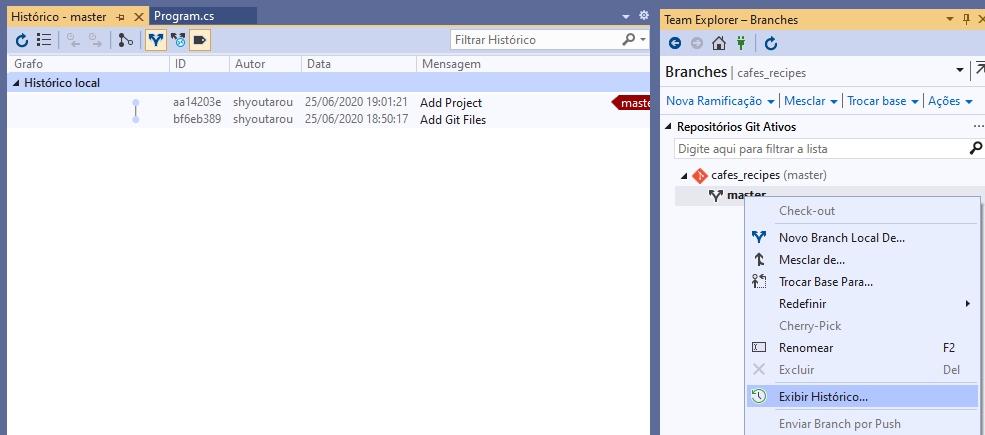 Histórico - master
Program.cs
Filtrar Histórico
Grafo ID Autor Data Mensagem
Histórico local
aa14203e shyoutarou 25/06/2020 19:01:21 Add Project
bf6eb389 shyoutarou 25/06/2020 18:50:17 Add Git Files
Team Explorer – Branches
Branches | cafes_recipes
Nova Ramificação Mesclar Trocar base Ações
Repositórios Git Ativos
Digite aqui para filtrar a lista
cafes_recipes (master)
master
Check-out
Novo Branch Local De...
Mesclar de...
Trocar Base Para...
Redefinir
Cherry-Pick
Renomear F2
Excluir Del
Exibir Histórico...
Enviar Branch por Push